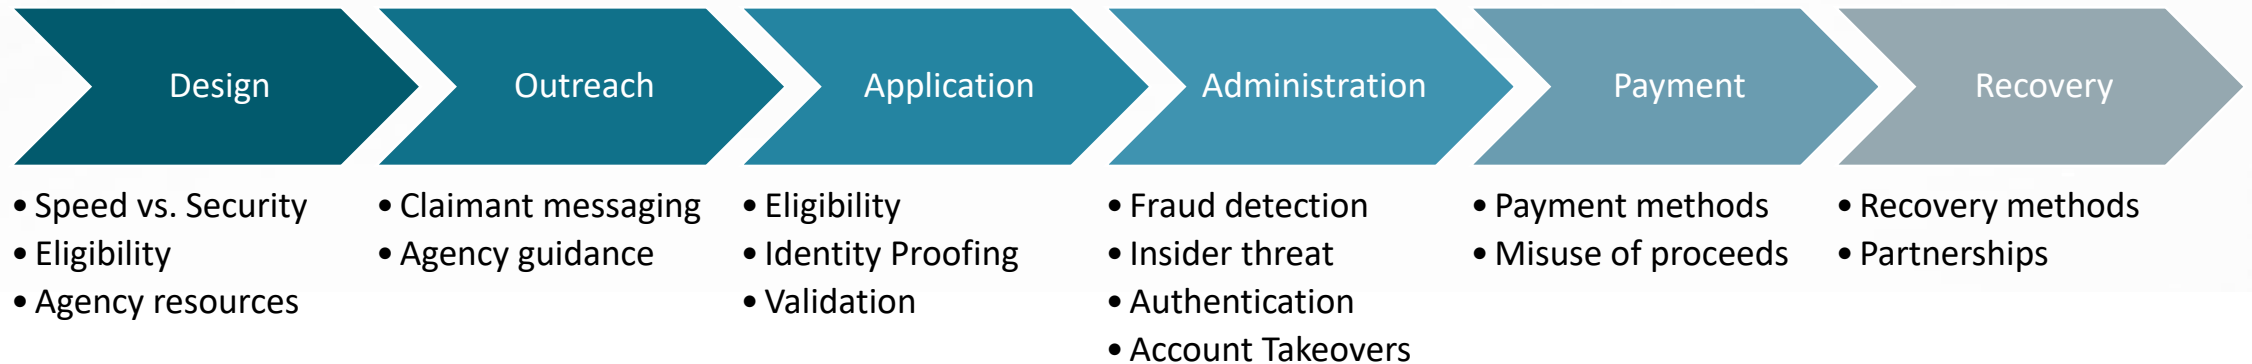 Design
• Speed vs. Security
• Eligibility
• Agency resources
Outreach
• Claimant messaging
• Agency guidance
Application
• Eligibility
• Identity Proofing
• Validation
Administration
• Fraud detection
• Insider threat
• Authentication
• Account Takeovers
Payment
• Payment methods
• Misuse of proceeds
Recovery
• Recovery methods
• Partnerships